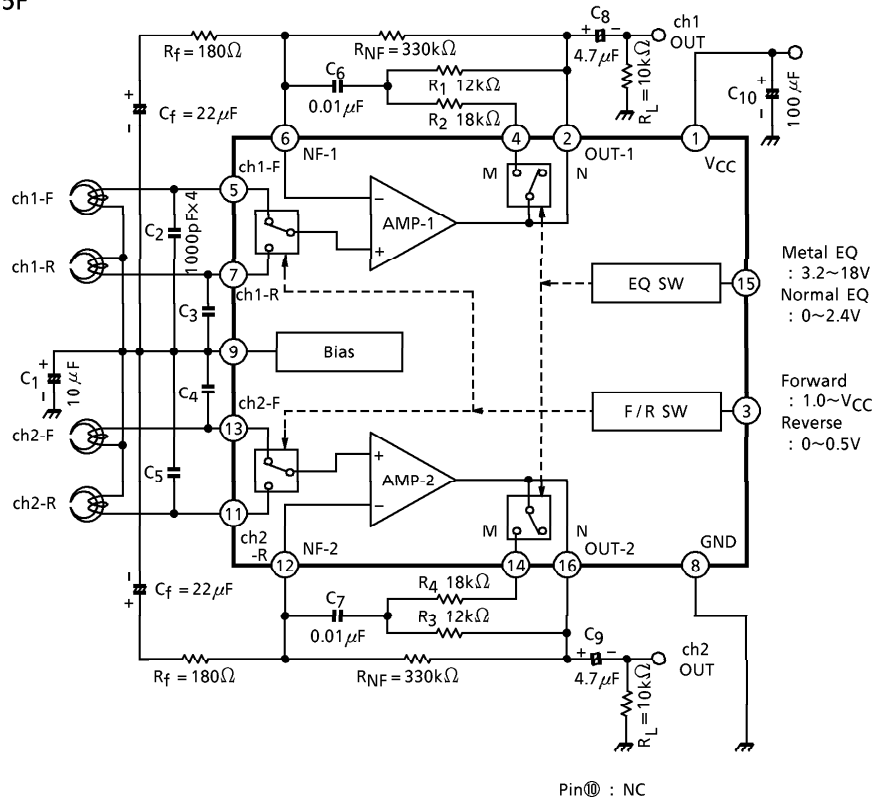 5F
C8
+ −
ch1
OUT
Rf = 180Ω
RNF = 330kΩ
4.7μF
RL = 10kΩ
C6
0.01μF
R1 12kΩ
R2 18kΩ
C10
+
-
100μF
+
-
Cf = 22μF
6
4
2
1
NF-1
OUT-1
VCC
ch1-F
M
N
ch1-F
5
−
AMP-1
+
C2
1000pF×4
ch1-R
7
ch1-R
C3
EQ SW
15
Metal EQ
: 3.2~18V
Normal EQ
: 0~2.4V
9
Bias
C1
+
-
10μF
C4
ch2-F
F/R SW
3
Forward
: 1.0~VCC
Reverse
: 0~0.5V
ch2-F
13
+
AMP-2
−
C5
ch2-R
11
ch2
-R
M
N
NF-2
OUT-2
GND
12
14
16
8
-
+
Cf = 22μF
R4 18kΩ
C7
0.01μF
R3 12kΩ
C9
+ −
ch2
OUT
Rf = 180Ω
RNF = 330kΩ
4.7μF
RL = 10kΩ
Pin⑩ : NC